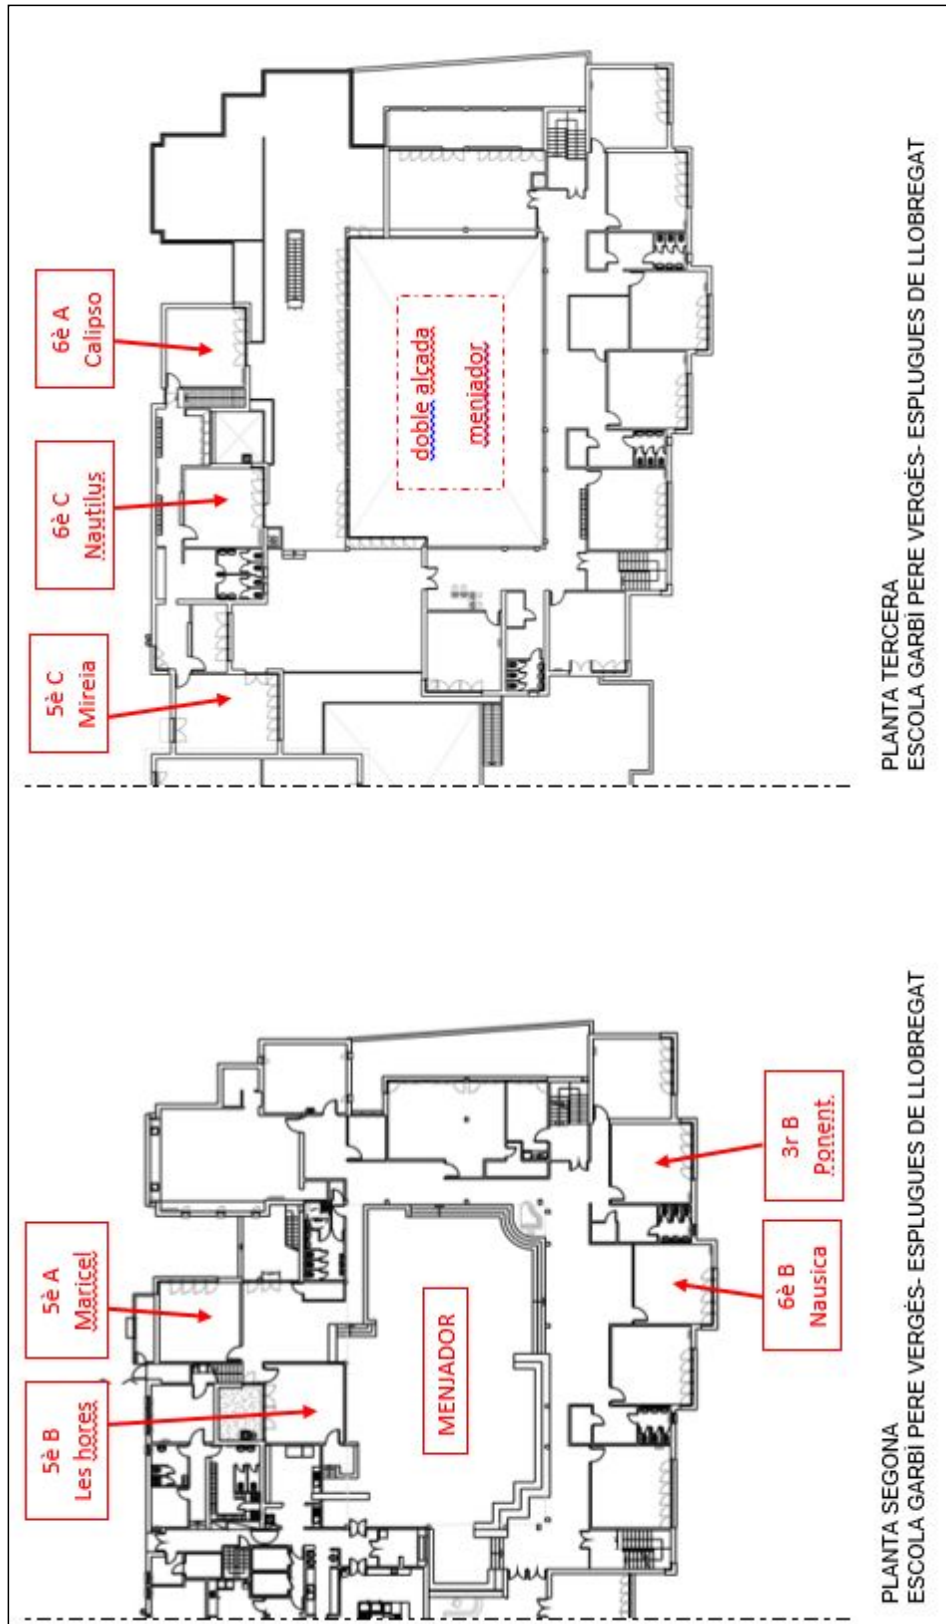 5è A
Maricel
5è B
Les hores
MENJADOR
3r B
Ponent.
6è B
Nausica
PLANTA SEGONA
ESCOLA GARBÍ PERE VERGÉS- ESPLUGUES DE LLOBREGAT
6è A
Calipso
6è C
Nautilus
5è C
Mireia
doble alcada
menjador
PLANTA TERCERA
ESCOLA GARBÍ PERE VERGÉS- ESPLUGUES DE LLOBREGAT